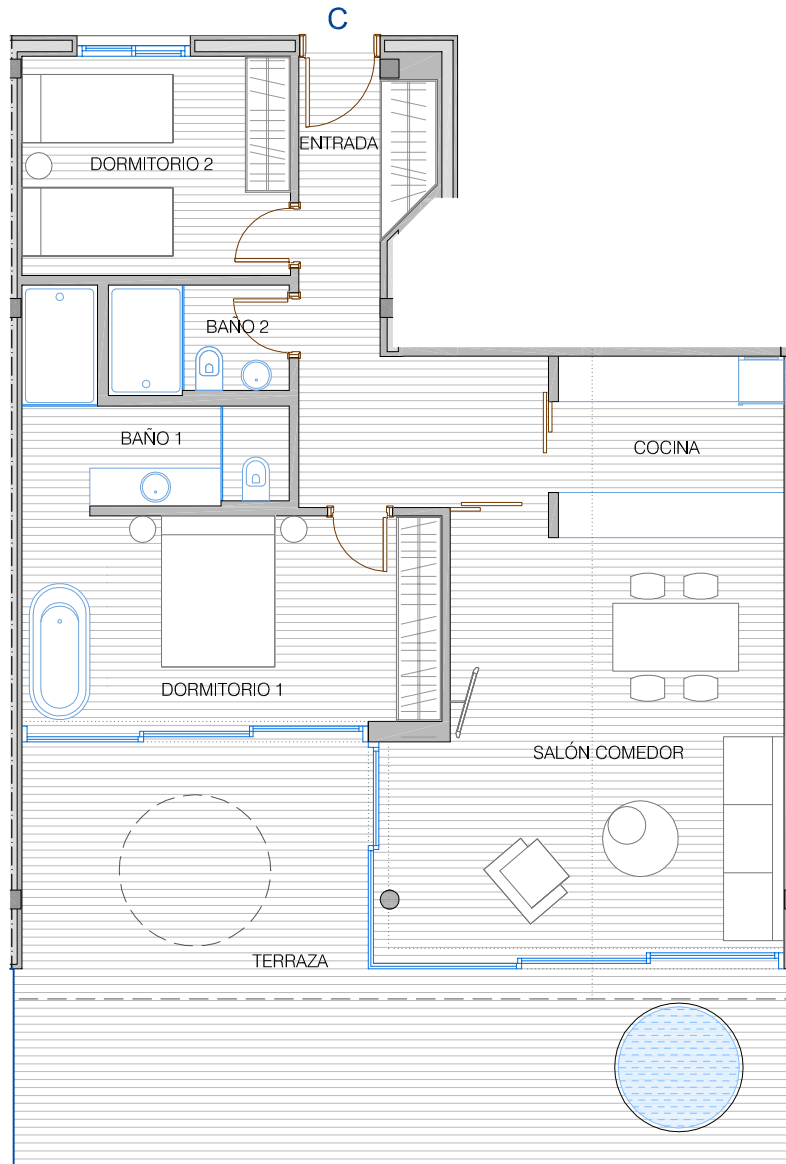 C
ENTRADA
DORMITORIO 2
BAÑO 2
BAÑO 1
COCINA
DORMITORIO 1
SALÓN COMEDOR
TERRAZA